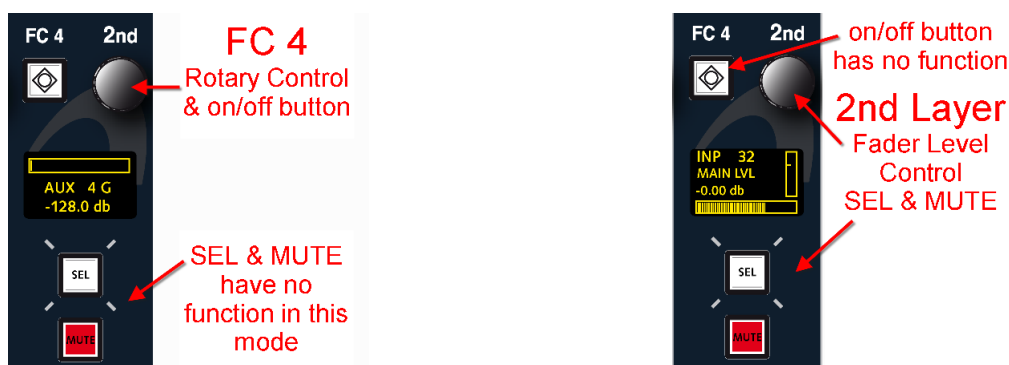 FC 4 2nd
FC 4
Rotary Control
& on/off button
AUX 4 G
-128.0 db
SEL
MUTE
SEL & MUTE
have no
function in this
mode
FC 4 2nd
on/off button
has no function
2nd Layer
Fader Level
Control
SEL & MUTE
INP 32
MAIN LVL
-0.00 db
SEL
MUTE